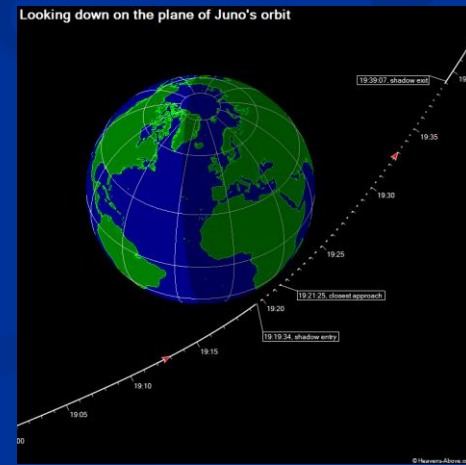 Looking down on the plane of Juno's orbit
19:39:07, shadow exit
19:35
19:30
19:25
19:21:25, closest approach
19:20
19:19:34, shadow entry
19:15
19:10
19:05
00
© Heavens-Above.